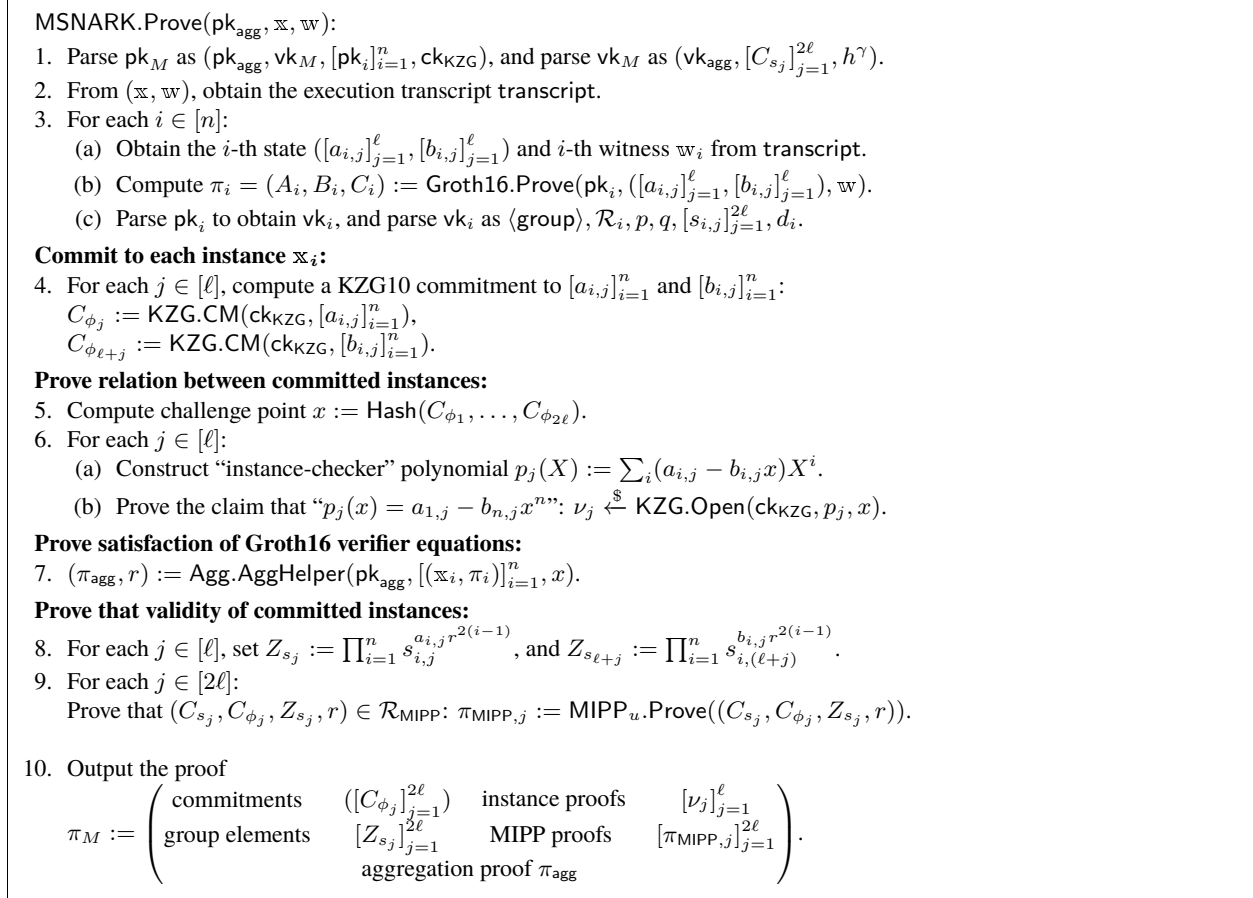 MSNARK.Prove(pk_agg, 𝕩, 𝕨):
1. Parse pk_M as (pk_agg, vk_M, [pk_i]_{i=1}^n, ck_KZG), and parse vk_M as (vk_agg, [C_{s_j}]_{j=1}^{2ℓ}, h^γ).
2. From (𝕩, 𝕨), obtain the execution transcript transcript.
3. For each i ∈ [n]:
(a) Obtain the i-th state ([a_{i,j}]_{j=1}^ℓ, [b_{i,j}]_{j=1}^ℓ) and i-th witness 𝕨_i from transcript.
(b) Compute π_i = (A_i, B_i, C_i) := Groth16.Prove(pk_i, ([a_{i,j}]_{j=1}^ℓ, [b_{i,j}]_{j=1}^ℓ), 𝕨).
(c) Parse pk_i to obtain vk_i, and parse vk_i as ⟨group⟩, ℛ_i, p, q, [s_{i,j}]_{j=1}^{2ℓ}, d_i.
Commit to each instance 𝕩_i:
4. For each j ∈ [ℓ], compute a KZG10 commitment to [a_{i,j}]_{i=1}^n and [b_{i,j}]_{i=1}^n:
C_{φ_j} := KZG.CM(ck_KZG, [a_{i,j}]_{i=1}^n),
C_{φ_{ℓ+j}} := KZG.CM(ck_KZG, [b_{i,j}]_{i=1}^n).
Prove relation between committed instances:
5. Compute challenge point x := Hash(C_{φ_1}, . . . , C_{φ_{2ℓ}}).
6. For each j ∈ [ℓ]:
(a) Construct “instance-checker” polynomial p_j(X) := ∑_i(a_{i,j} − b_{i,j}x)X^i.
(b) Prove the claim that “p_j(x) = a_{1,j} − b_{n,j}x^n”: ν_j ←$ KZG.Open(ck_KZG, p_j, x).
Prove satisfaction of Groth16 verifier equations:
7. (π_agg, r) := Agg.AggHelper(pk_agg, [(𝕩_i, π_i)]_{i=1}^n, x).
Prove that validity of committed instances:
8. For each j ∈ [ℓ], set Z_{s_j} := ∏_{i=1}^n s_{i,j}^{a_{i,j}r^{2(i−1)}}, and Z_{s_{ℓ+j}} := ∏_{i=1}^n s_{i,(ℓ+j)}^{b_{i,j}r^{2(i−1)}}.
9. For each j ∈ [2ℓ]:
Prove that (C_{s_j}, C_{φ_j}, Z_{s_j}, r) ∈ ℛ_MIPP: π_{MIPP,j} := MIPP_u.Prove((C_{s_j}, C_{φ_j}, Z_{s_j}, r)).
10. Output the proof
commitments ([C_{φ_j}]_{j=1}^{2ℓ}) instance proofs [ν_j]_{j=1}^ℓ
π_M := ( group elements [Z_{s_j}]_{j=1}^{2ℓ} MIPP proofs [π_{MIPP,j}]_{j=1}^{2ℓ} ).
aggregation proof π_agg